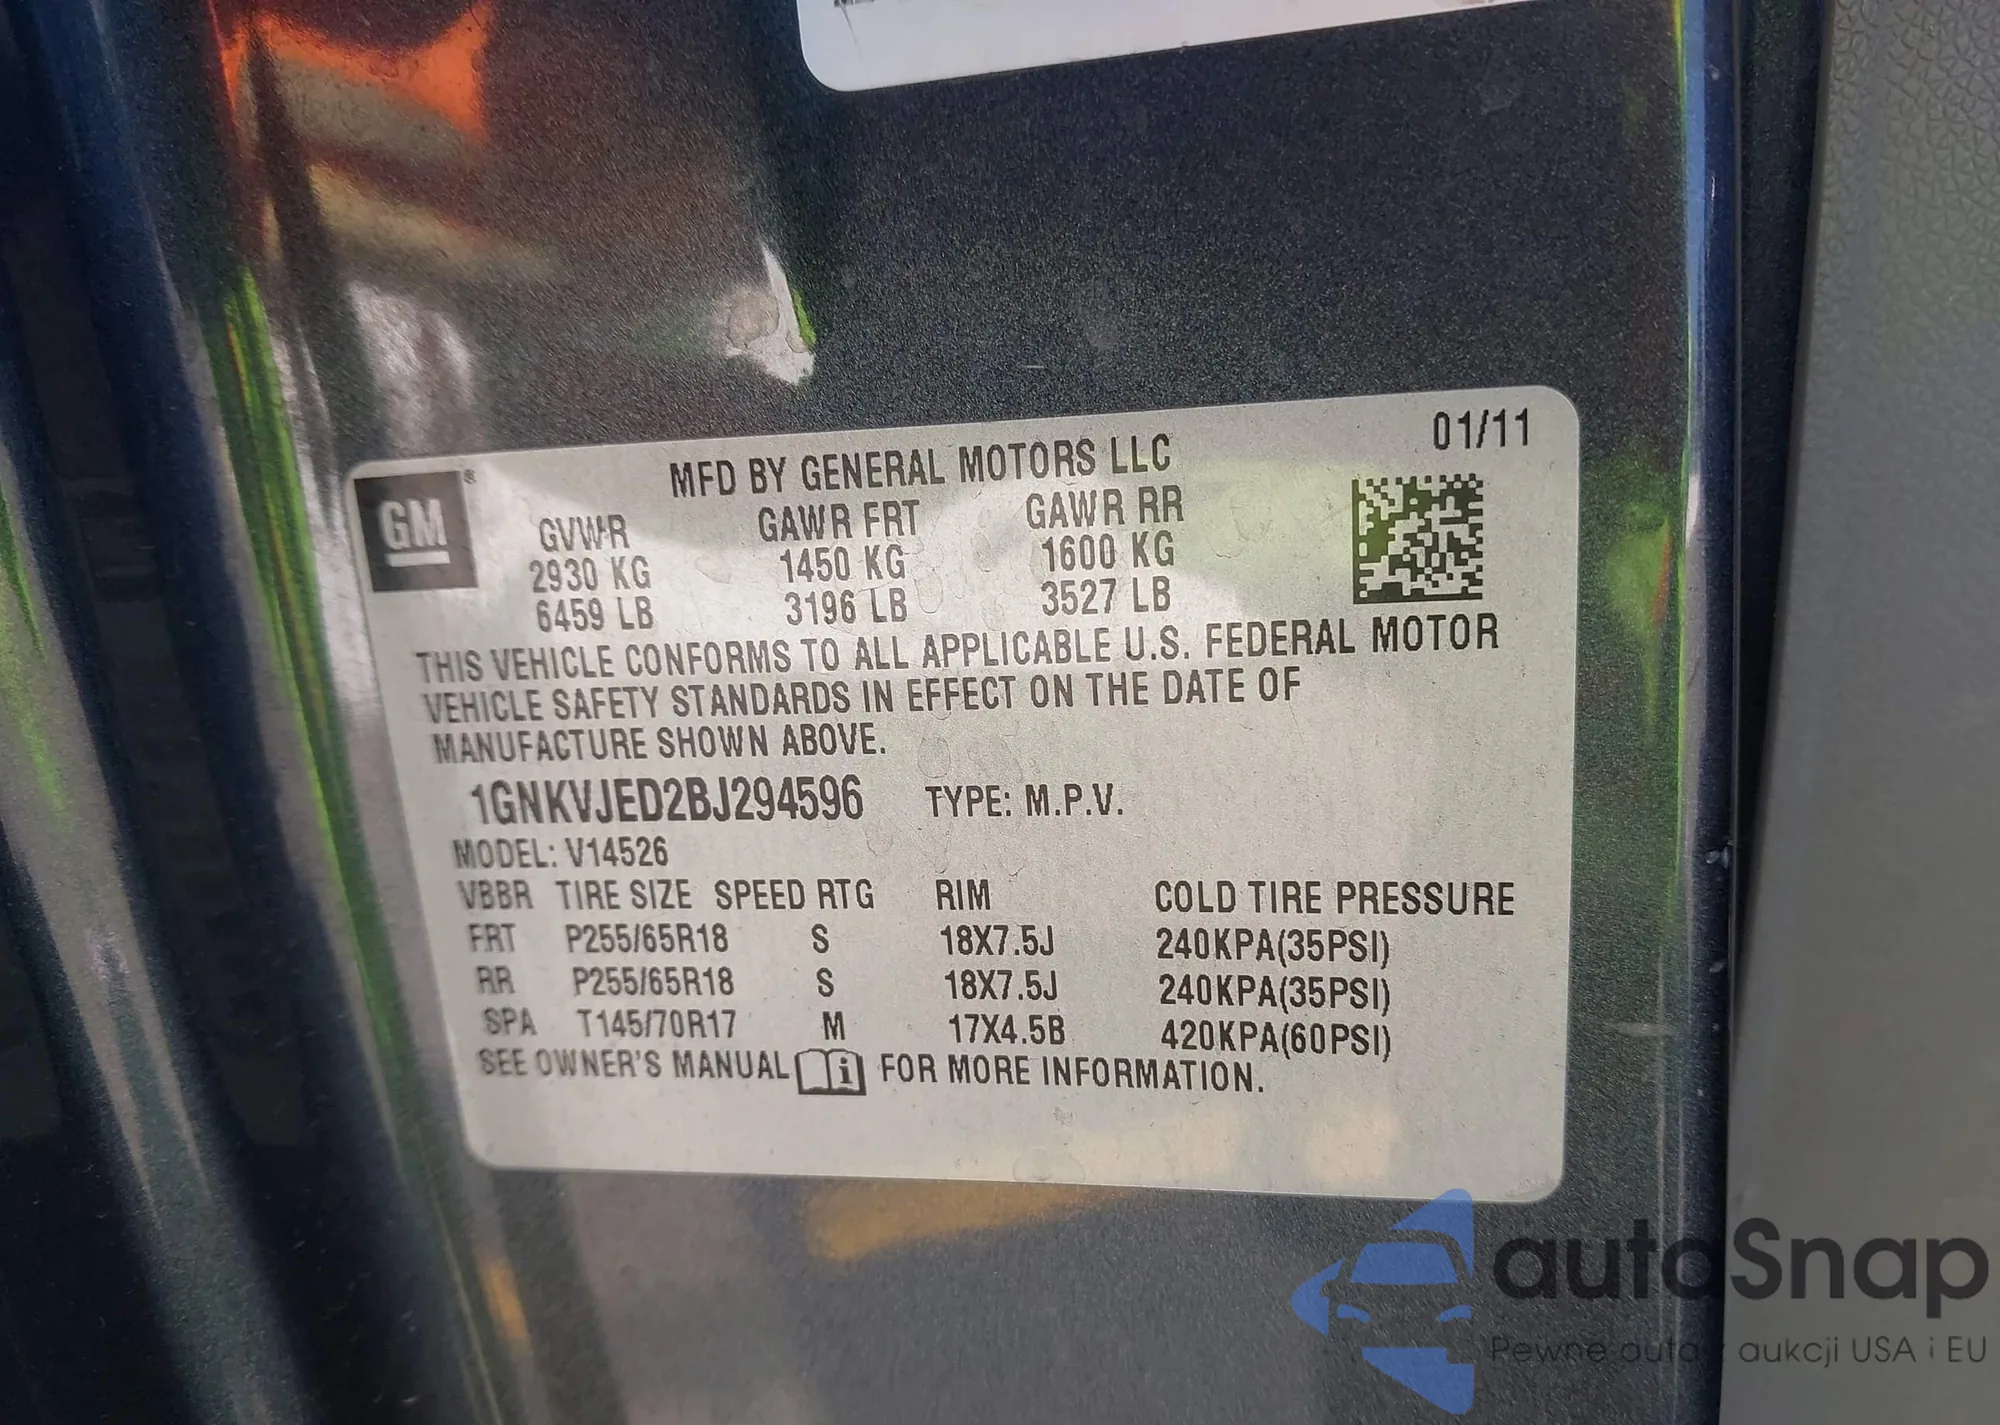 01/11
MFD BY GENERAL MOTORS LLC
GM®
GVWR GAWR FRT GAWR RR
2930 KG 1450 KG 1600 KG
6459 LB 3196 LB 3527 LB
THIS VEHICLE CONFORMS TO ALL APPLICABLE U.S. FEDERAL MOTOR
VEHICLE SAFETY STANDARDS IN EFFECT ON THE DATE OF
MANUFACTURE SHOWN ABOVE.
1GNKVJED2BJ294596 TYPE: M.P.V.
MODEL: V14526
VBBR TIRE SIZE SPEED RTG RIM COLD TIRE PRESSURE
FRT P255/65R18 S 18X7.5J 240KPA(35PSI)
RR P255/65R18 S 18X7.5J 240KPA(35PSI)
SPA T145/70R17 M 17X4.5B 420KPA(60PSI)
SEE OWNER'S MANUAL FOR MORE INFORMATION.
autoSnap
Pewne auta z aukcji USA i EU